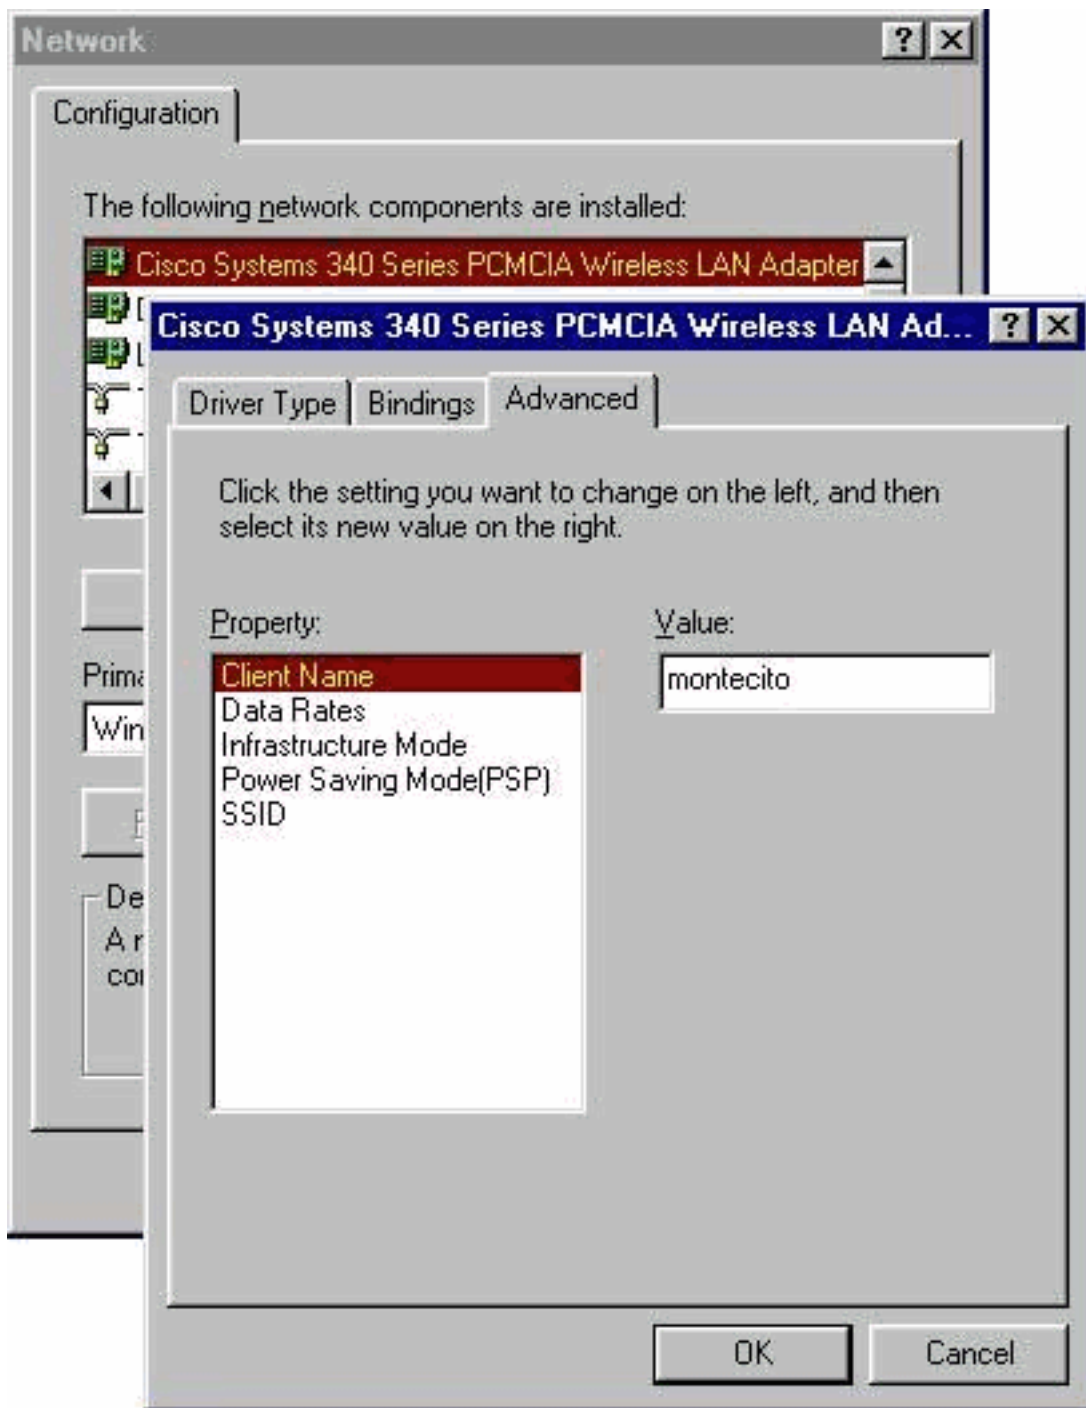 Network
Configuration
The following network components are installed:
Cisco Systems 340 Series PCMCIA Wireless LAN Adapter
Cisco Systems 340 Series PCMCIA Wireless LAN Ad...
Driver Type
Bindings
Advanced
Click the setting you want to change on the left, and then
select its new value on the right.
Property:
Value:
Client Name
montecito
Data Rates
Infrastructure Mode
Power Saving Mode(PSP)
SSID
Prima
Win
De
A
OK
Cancel